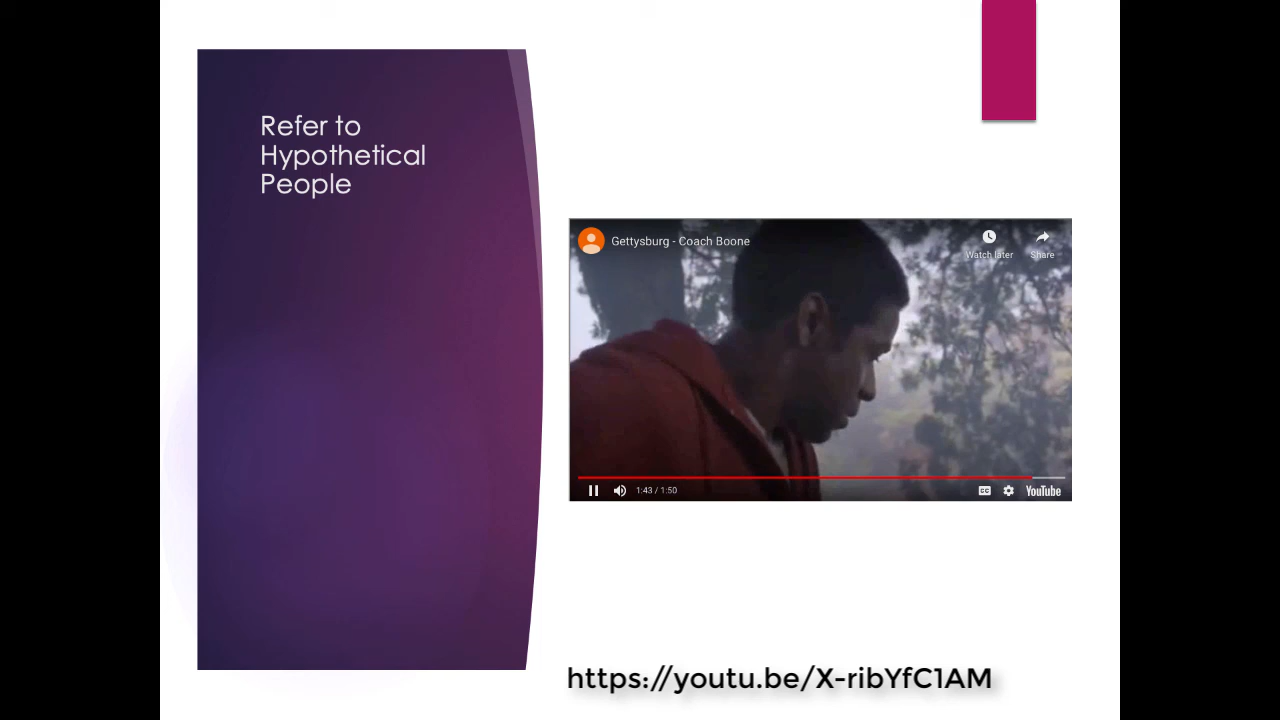 Refer to
Hypothetical
People
Gettysburg - Coach Boone
Watch later
Share
1:43 / 1:50
CC
YouTube
https://youtu.be/X-ribYfC1AM